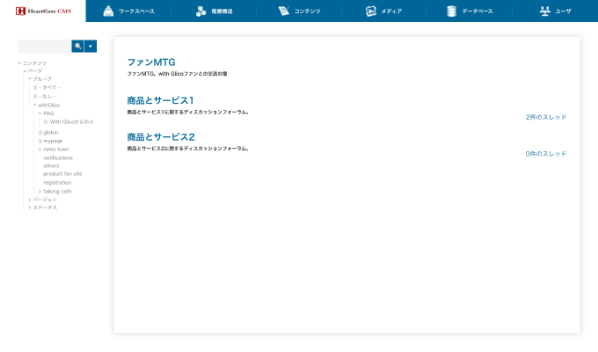 HeartCore CMS
ワークスペース
階層構造
コンテンツ
メディア
データベース
ユーザ
コンテンツ
ページ
グループ
- すべて -
- なし -
withGlico
FAQ
With Glicoからのメ
global
mypage
news town
notifications
others
product fan site
registration
talking cafe
バージョン
ステータス
ファンMTG
ファンMTG。with Glicoファンとの交流の場
商品とサービス1
商品とサービス1に関するディスカッションフォーラム。
2件のスレッド
商品とサービス2
商品とサービス2に関するディスカッションフォーラム。
0件のスレッド